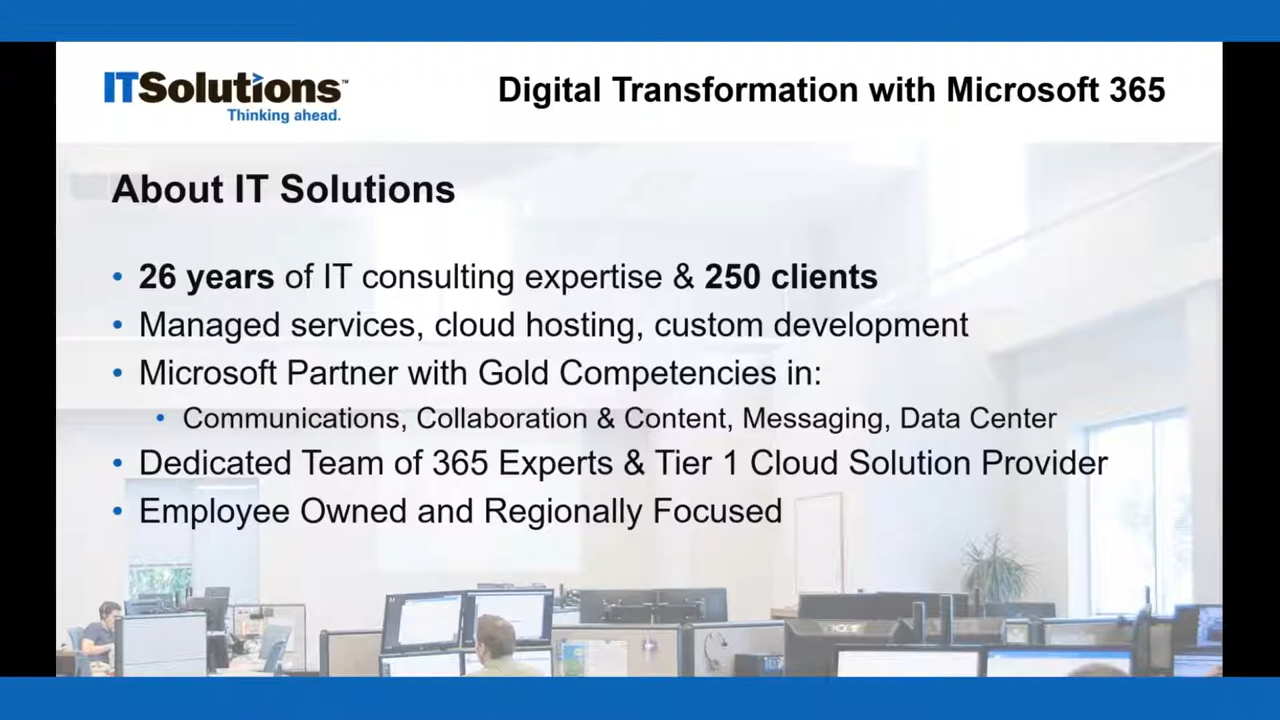 ITSolutions™
Thinking ahead.
Digital Transformation with Microsoft 365
About IT Solutions
• 26 years of IT consulting expertise & 250 clients
• Managed services, cloud hosting, custom development
• Microsoft Partner with Gold Competencies in:
• Communications, Collaboration & Content, Messaging, Data Center
• Dedicated Team of 365 Experts & Tier 1 Cloud Solution Provider
• Employee Owned and Regionally Focused